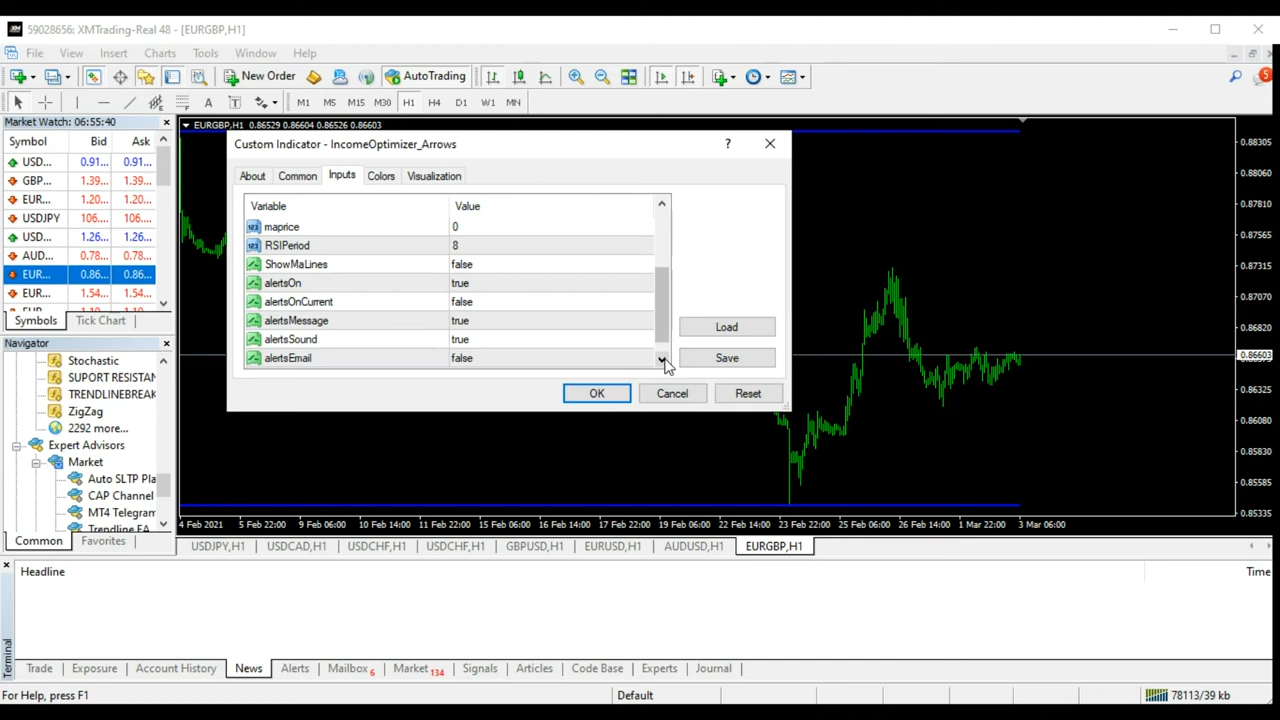 59028656: XMTrading-Real 48 - [EURGBP,H1]
File View Insert Charts Tools Window Help
New Order AutoTrading 5
A T M1 M5 M15 M30 H1 H4 D1 W1 MN
Market Watch: 06:55:40
Symbol Bid Ask
USD... 0.91... 0.91...
GBP... 1.39... 1.39...
EUR... 1.10... 1.10...
USDJPY 106.... 106....
USD... 1.26... 1.26...
AUD... 0.78... 0.78...
EUR... 0.86... 0.86...
EUR... 1.54... 1.54...
Symbols Tick Chart
Navigator
Stochastic
SUPORT RESISTAN
TRENDLINEBREAK
ZigZag
2292 more...
Expert Advisors
Market
Auto SLTP Pla
CAP Channel
MT4 Telegram
Trendline EA
Common Favorites
EURGBP,H1 0.86529 0.86604 0.86526 0.86603
Custom Indicator - IncomeOptimizer_Arrows
About Common Inputs Colors Visualization
Variable Value
maprice 0
RSIPeriod 8
ShowMaLines false
alertsOn true
alertsOnCurrent false
alertsMessage true
alertsSound true
alertsEmail false
Load
Save
OK Cancel Reset
0.88305
0.88060
0.87810
0.87565
0.87315
0.87070
0.86820
0.86603
0.86325
0.86080
0.85830
0.85585
0.85335
4 Feb 2021 5 Feb 22:00 9 Feb 06:00 10 Feb 14:00 11 Feb 22:00 15 Feb 06:00 16 Feb 14:00 17 Feb 22:00 19 Feb 06:00 22 Feb 14:00 23 Feb 22:00 25 Feb 06:00 26 Feb 14:00 1 Mar 22:00 3 Mar 06:00
USDJPY,H1 USDCAD,H1 USDCHF,H1 USDCHF,H1 GBPUSD,H1 EURUSD,H1 AUDUSD,H1 EURGBP,H1
Headline Time
Terminal
Trade Exposure Account History News Alerts Mailbox 6 Market 134 Signals Articles Code Base Experts Journal
For Help, press F1 Default 78113/39 kb